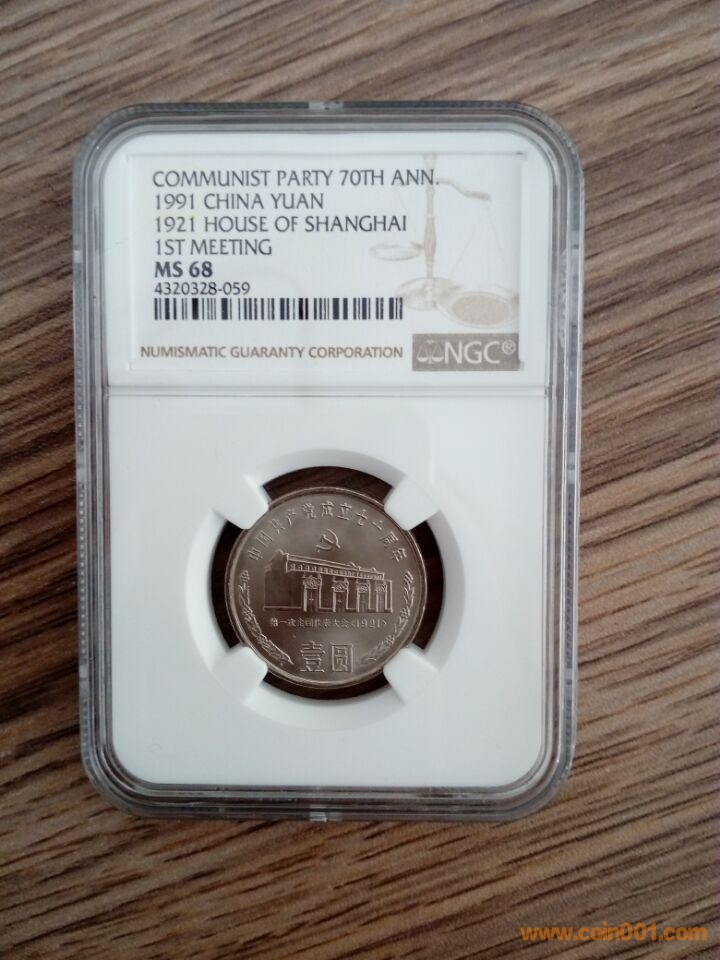 COMMUNIST PARTY 70TH ANN.
1991 CHINA YUAN
1921 HOUSE OF SHANGHAI
1ST MEETING
MS 68
4320328-059
NUMISMATIC GUARANTY CORPORATION
NGC®
中国共产党成立七十周年
第一次全国代表大会(1921)
壹圆
www.coin001.com